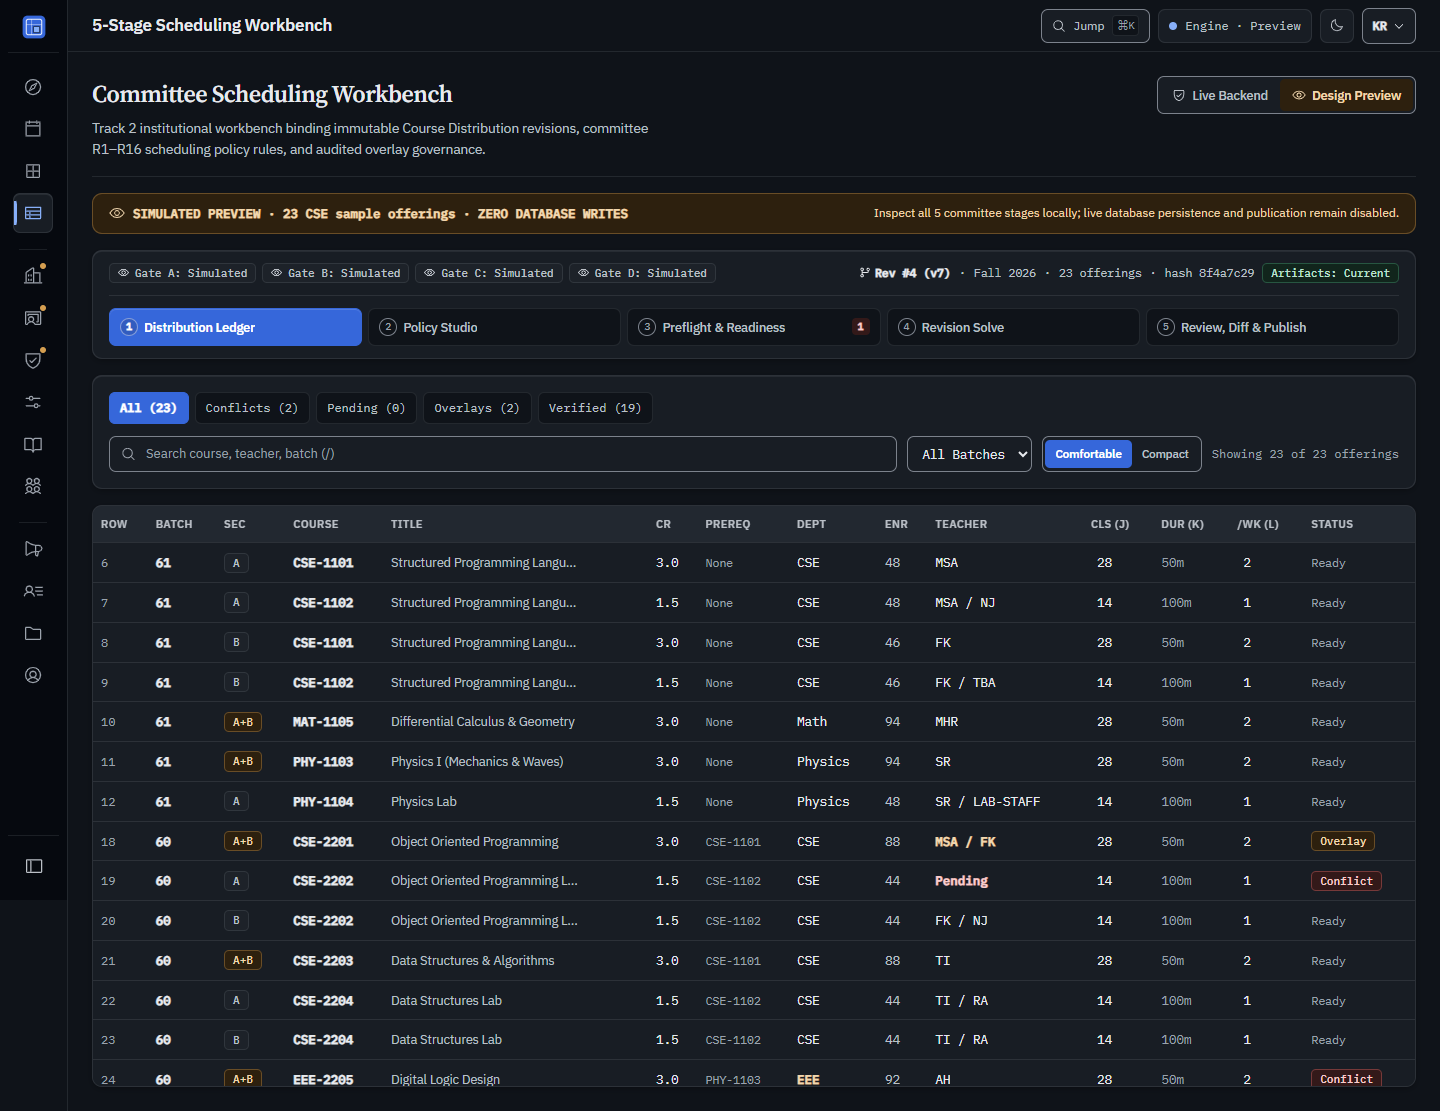 5-Stage Scheduling Workbench
Jump ⌘K
Engine · Preview
KR
Committee Scheduling Workbench
Live Backend
Design Preview
Track 2 institutional workbench binding immutable Course Distribution revisions, committee
R1–R16 scheduling policy rules, and audited overlay governance.
SIMULATED PREVIEW · 23 CSE sample offerings · ZERO DATABASE WRITES
Inspect all 5 committee stages locally; live database persistence and publication remain disabled.
Gate A: Simulated
Gate B: Simulated
Gate C: Simulated
Gate D: Simulated
Rev #4 (v7) · Fall 2026 · 23 offerings · hash 8f4a7c29
Artifacts: Current
1 Distribution Ledger
2 Policy Studio
3 Preflight & Readiness 1
4 Revision Solve
5 Review, Diff & Publish
All (23)
Conflicts (2)
Pending (0)
Overlays (2)
Verified (19)
Search course, teacher, batch (/)
All Batches
Comfortable
Compact
Showing 23 of 23 offerings
ROW BATCH SEC COURSE TITLE CR PREREQ DEPT ENR TEACHER CLS (J) DUR (K) /WK (L) STATUS
6 61 A CSE-1101 Structured Programming Langu... 3.0 None CSE 48 MSA 28 50m 2 Ready
7 61 A CSE-1102 Structured Programming Langu... 1.5 None CSE 48 MSA / NJ 14 100m 1 Ready
8 61 B CSE-1101 Structured Programming Langu... 3.0 None CSE 46 FK 28 50m 2 Ready
9 61 B CSE-1102 Structured Programming Langu... 1.5 None CSE 46 FK / TBA 14 100m 1 Ready
10 61 A+B MAT-1105 Differential Calculus & Geometry 3.0 None Math 94 MHR 28 50m 2 Ready
11 61 A+B PHY-1103 Physics I (Mechanics & Waves) 3.0 None Physics 94 SR 28 50m 2 Ready
12 61 A PHY-1104 Physics Lab 1.5 None Physics 48 SR / LAB-STAFF 14 100m 1 Ready
18 60 A+B CSE-2201 Object Oriented Programming 3.0 CSE-1101 CSE 88 MSA / FK 28 50m 2 Overlay
19 60 A CSE-2202 Object Oriented Programming L... 1.5 CSE-1102 CSE 44 Pending 14 100m 1 Conflict
20 60 B CSE-2202 Object Oriented Programming L... 1.5 CSE-1102 CSE 44 FK / NJ 14 100m 1 Ready
21 60 A+B CSE-2203 Data Structures & Algorithms 3.0 CSE-1101 CSE 88 TI 28 50m 2 Ready
22 60 A CSE-2204 Data Structures Lab 1.5 CSE-1102 CSE 44 TI / RA 14 100m 1 Ready
23 60 B CSE-2204 Data Structures Lab 1.5 CSE-1102 CSE 44 TI / RA 14 100m 1 Ready
24 60 A+B EEE-2205 Digital Logic Design 3.0 PHY-1103 EEE 92 AH 28 50m 2 Conflict